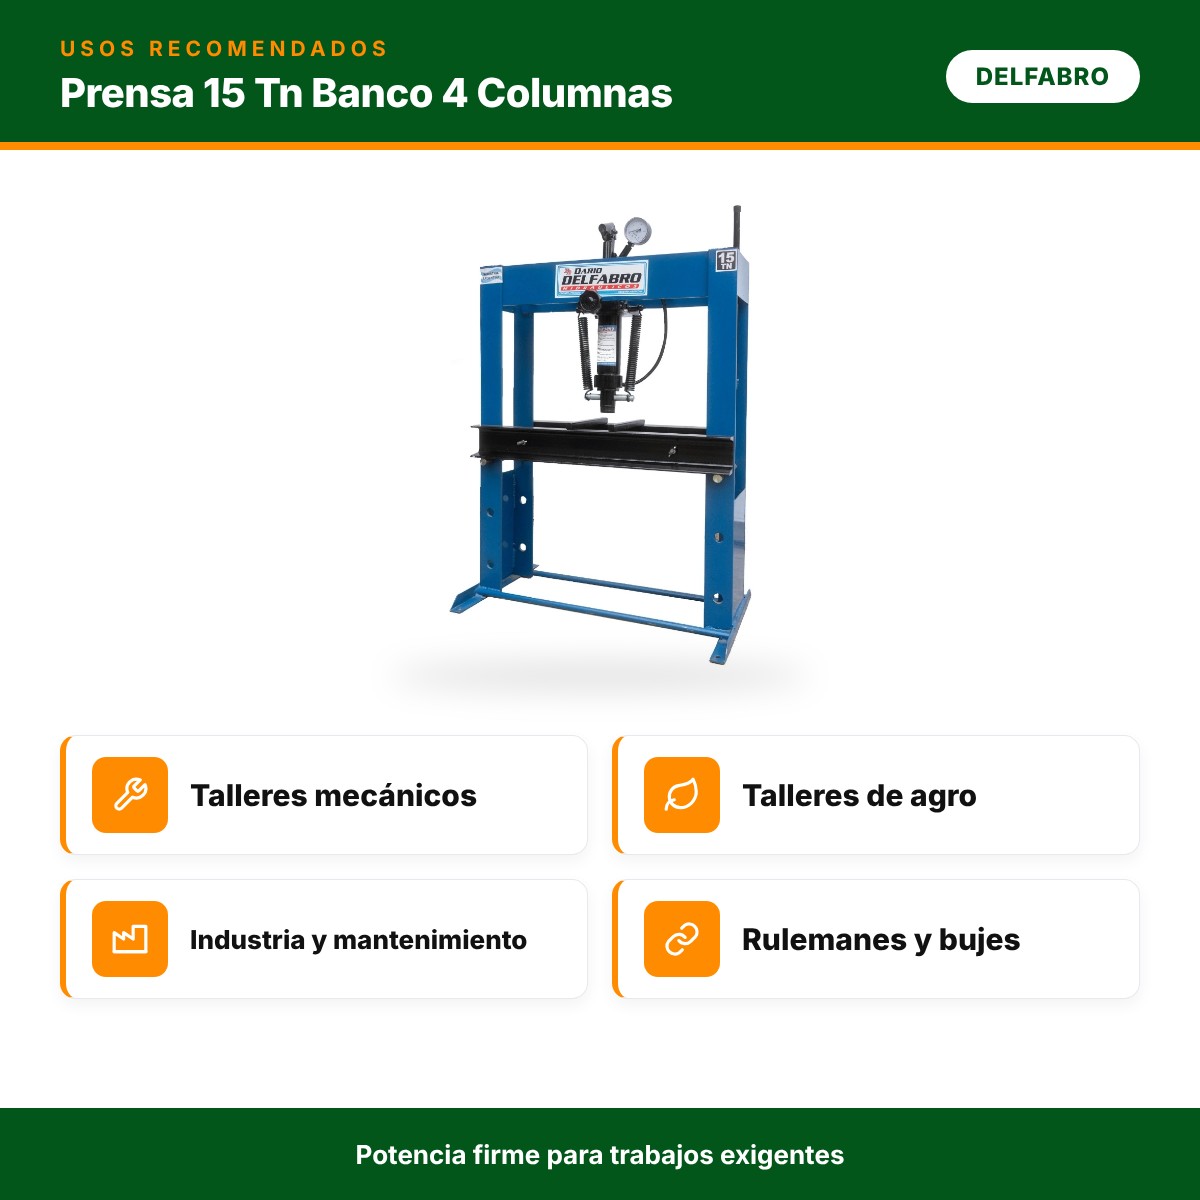 USOS RECOMENDADOS
Prensa 15 Tn Banco 4 Columnas
DELFABRO
DARIO
DELFABRO
HIDRAULICOS
15
TN
Talleres mecánicos
Talleres de agro
Industria y mantenimiento
Rulemanes y bujes
Potencia firme para trabajos exigentes